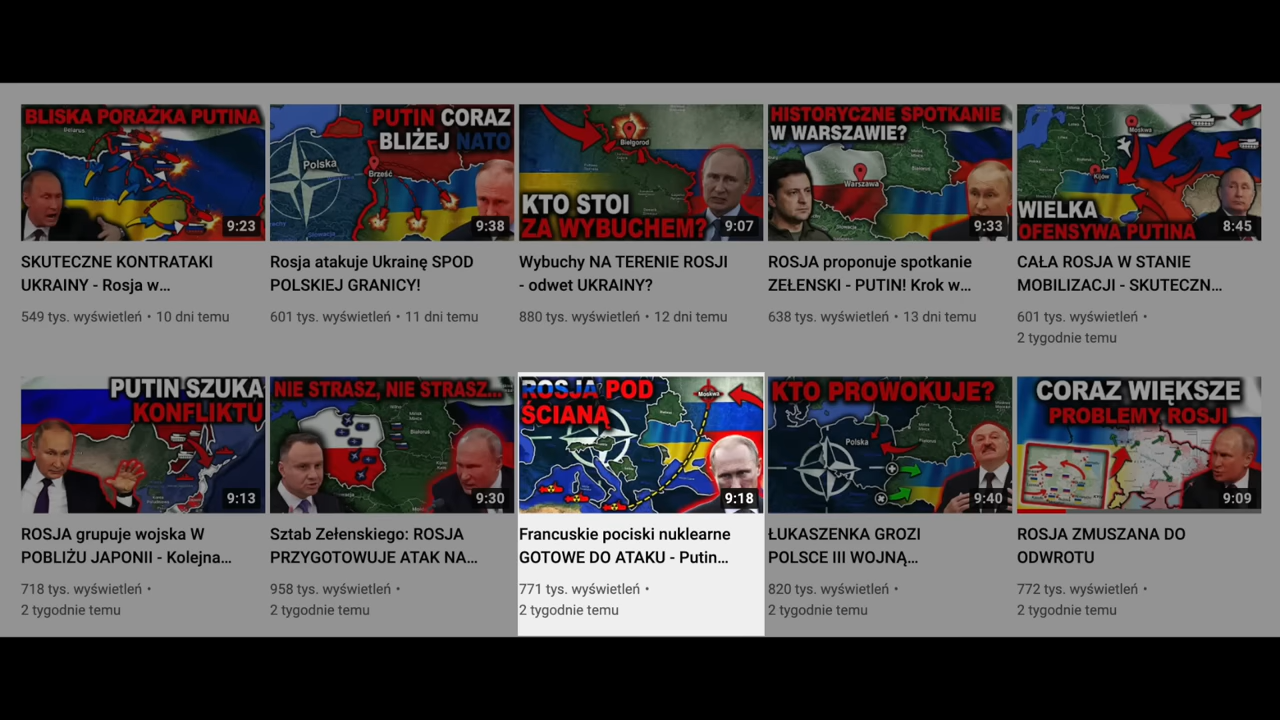 BLISKA PORAŻKA PUTINA
9:23
SKUTECZNE KONTRATAKI
UKRAINY - Rosja w...
549 tys. wyświetleń • 10 dni temu
PUTIN CORAZ
BLIŻEJ NATO
Polska
Brześć
9:38
Rosja atakuje Ukrainę SPOD
POLSKIEJ GRANICY!
601 tys. wyświetleń • 11 dni temu
Biełgorod
KTO STOI
ZA WYBUCHEM?
9:07
Wybuchy NA TERENIE ROSJI
- odwet UKRAINY?
880 tys. wyświetleń • 12 dni temu
HISTORYCZNE SPOTKANIE
W WARSZAWIE?
Warszawa
9:33
ROSJA proponuje spotkanie
ZEŁENSKI - PUTIN! Krok w...
638 tys. wyświetleń • 13 dni temu
Moskwa
Kijów
WIELKA
OFENSYWA PUTINA
8:45
CAŁA ROSJA W STANIE
MOBILIZACJI - SKUTECZN...
601 tys. wyświetleń •
2 tygodnie temu
PUTIN SZUKA
KONFLIKTU
9:13
ROSJA grupuje wojska W
POBLIŻU JAPONII - Kolejna...
718 tys. wyświetleń •
2 tygodnie temu
NIE STRASZ, NIE STRASZ...
9:30
Sztab Zełenskiego: ROSJA
PRZYGOTOWUJE ATAK NA...
958 tys. wyświetleń •
2 tygodnie temu
ROSJA POD
ŚCIANĄ
Moskwa
9:18
Francuskie pociski nuklearne
GOTOWE DO ATAKU - Putin...
771 tys. wyświetleń •
2 tygodnie temu
KTO PROWOKUJE?
Polska
9:40
ŁUKASZENKA GROZI
POLSCE III WOJNĄ...
820 tys. wyświetleń •
2 tygodnie temu
CORAZ WIĘKSZE
PROBLEMY ROSJI
9:09
ROSJA ZMUSZANA DO
ODWROTU
772 tys. wyświetleń •
2 tygodnie temu